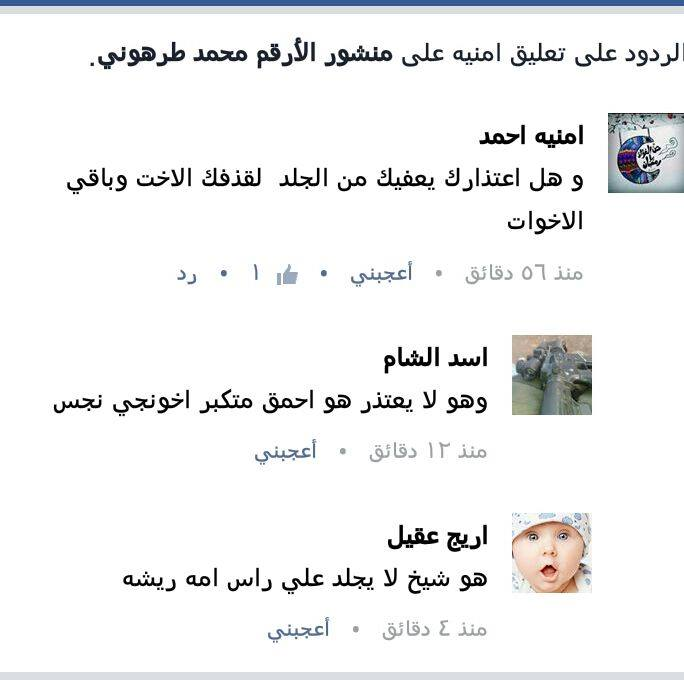 الردود على تعليق امنيه على منشور الأرقم محمد طرهوني.
امنيه احمد
و هل اعتذارك يعفيك من الجلد لقذفك الاخت وباقي
الاخوات
منذ ٥٦ دقائق • أعجبني • ١ • رد
اسد الشام
وهو لا يعتذر هو احمق متكبر اخونجي نجس
منذ ١٢ دقائق • أعجبني
اريج عقيل
هو شيخ لا يجلد علي راس امه ريشه
منذ ٤ دقائق • أعجبني